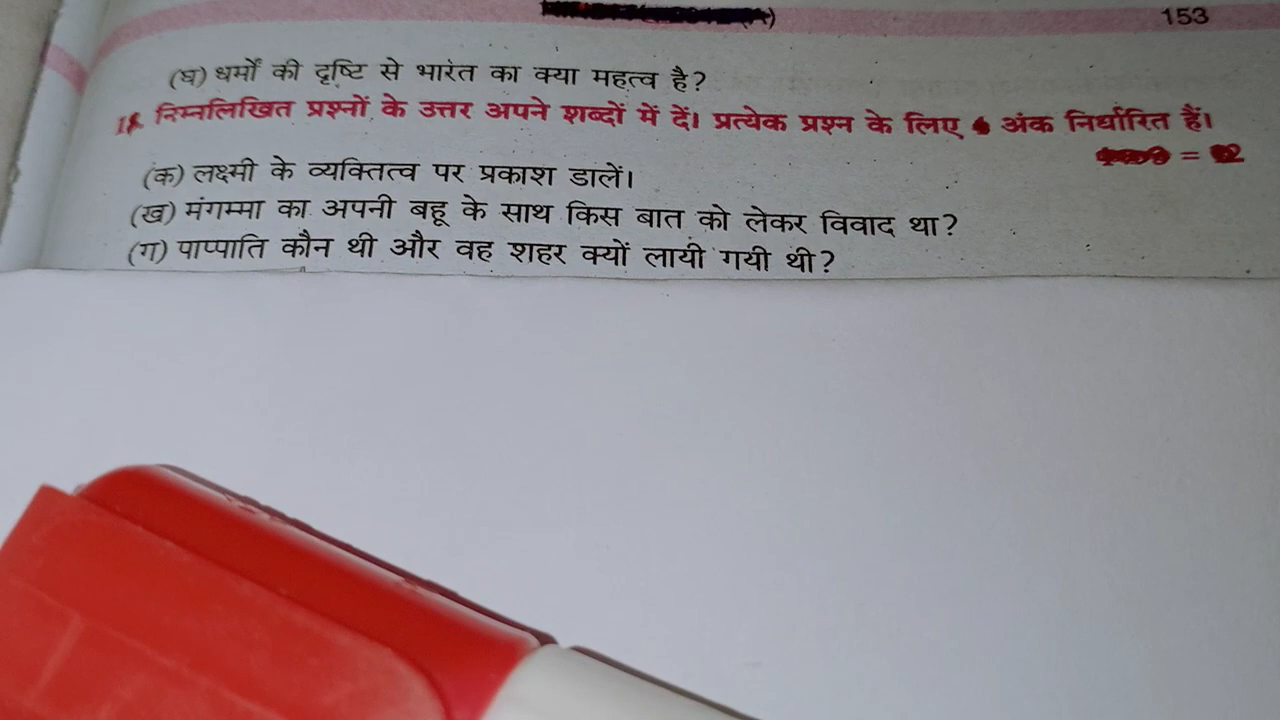 153
(घ) धर्मों की दृष्टि से भारत का क्या महत्व है?
निम्नलिखित प्रश्नों के उत्तर अपने शब्दों में दें। प्रत्येक प्रश्न के लिए अंक निर्धारित हैं।
=
(क) लक्ष्मी के व्यक्तित्व पर प्रकाश डालें।
(ख) मंगम्मा का अपनी बहू के साथ किस बात को लेकर विवाद था?
(ग) पाप्पाति कौन थी और वह शहर क्यों लायी गयी थी?